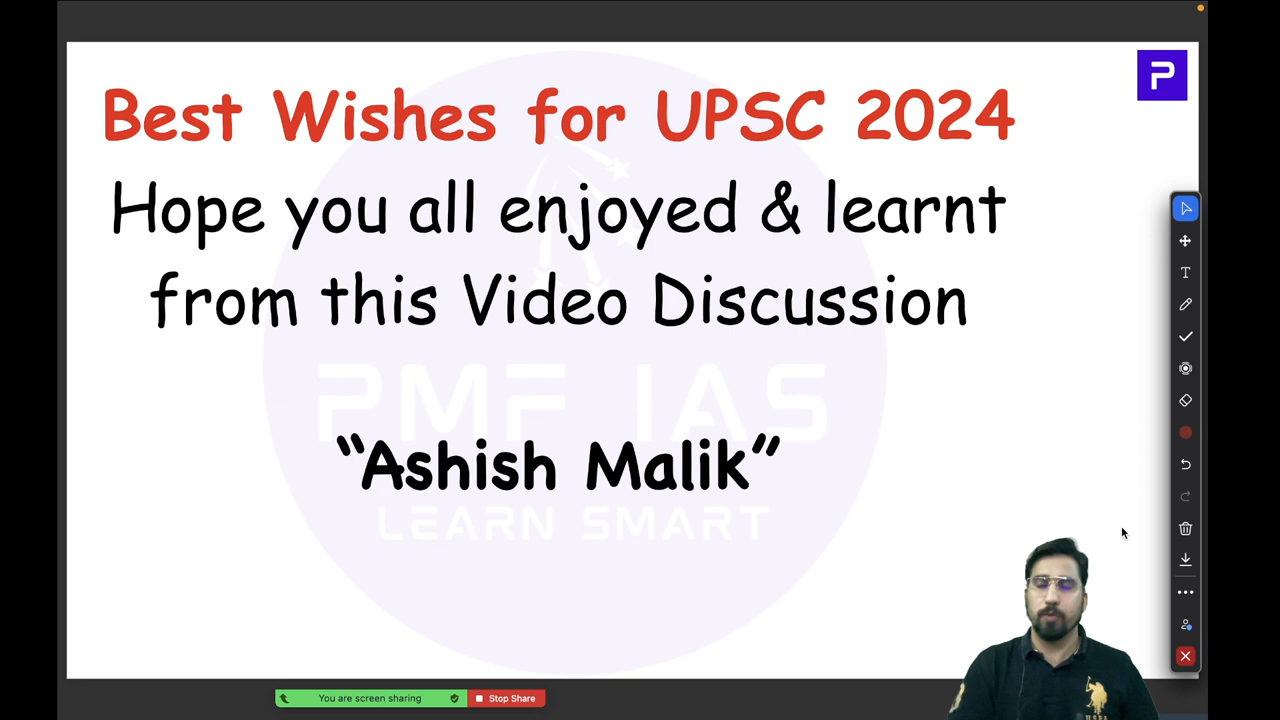 Best Wishes for UPSC 2024
Hope you all enjoyed & learnt
from this Video Discussion
PMF IAS
“Ashish Malik”
LEARN SMART
You are screen sharing
Stop Share